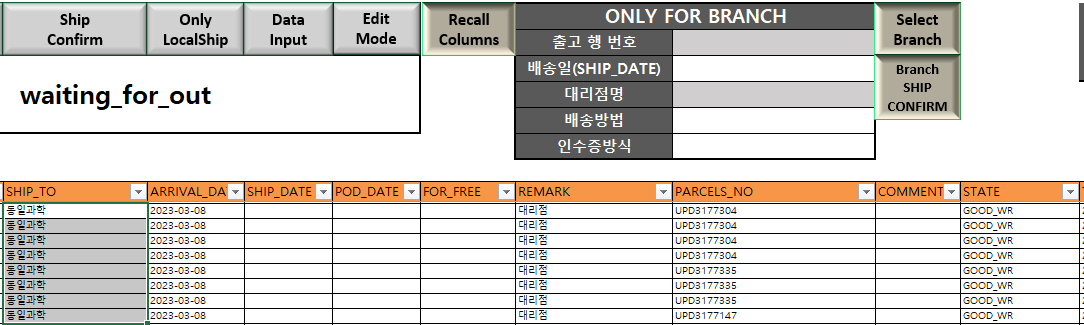 Ship Confirm
Only LocalShip
Data Input
Edit Mode
Recall Columns
ONLY FOR BRANCH
출고 행 번호
배송일(SHIP_DATE)
대리점명
배송방법
인수증방식
Select Branch
Branch SHIP CONFIRM
waiting_for_out
SHIP_TO ARRIVAL_DA SHIP_DATE POD_DATE FOR_FREE REMARK PARCELS_NO COMMENT STATE
동일과학 2023-03-08 대리점 UPD3177304 GOOD_WR
동일과학 2023-03-08 대리점 UPD3177304 GOOD_WR
동일과학 2023-03-08 대리점 UPD3177304 GOOD_WR
동일과학 2023-03-08 대리점 UPD3177304 GOOD_WR
동일과학 2023-03-08 대리점 UPD3177335 GOOD_WR
동일과학 2023-03-08 대리점 UPD3177335 GOOD_WR
동일과학 2023-03-08 대리점 UPD3177335 GOOD_WR
동일과학 2023-03-08 대리점 UPD3177147 GOOD_WR